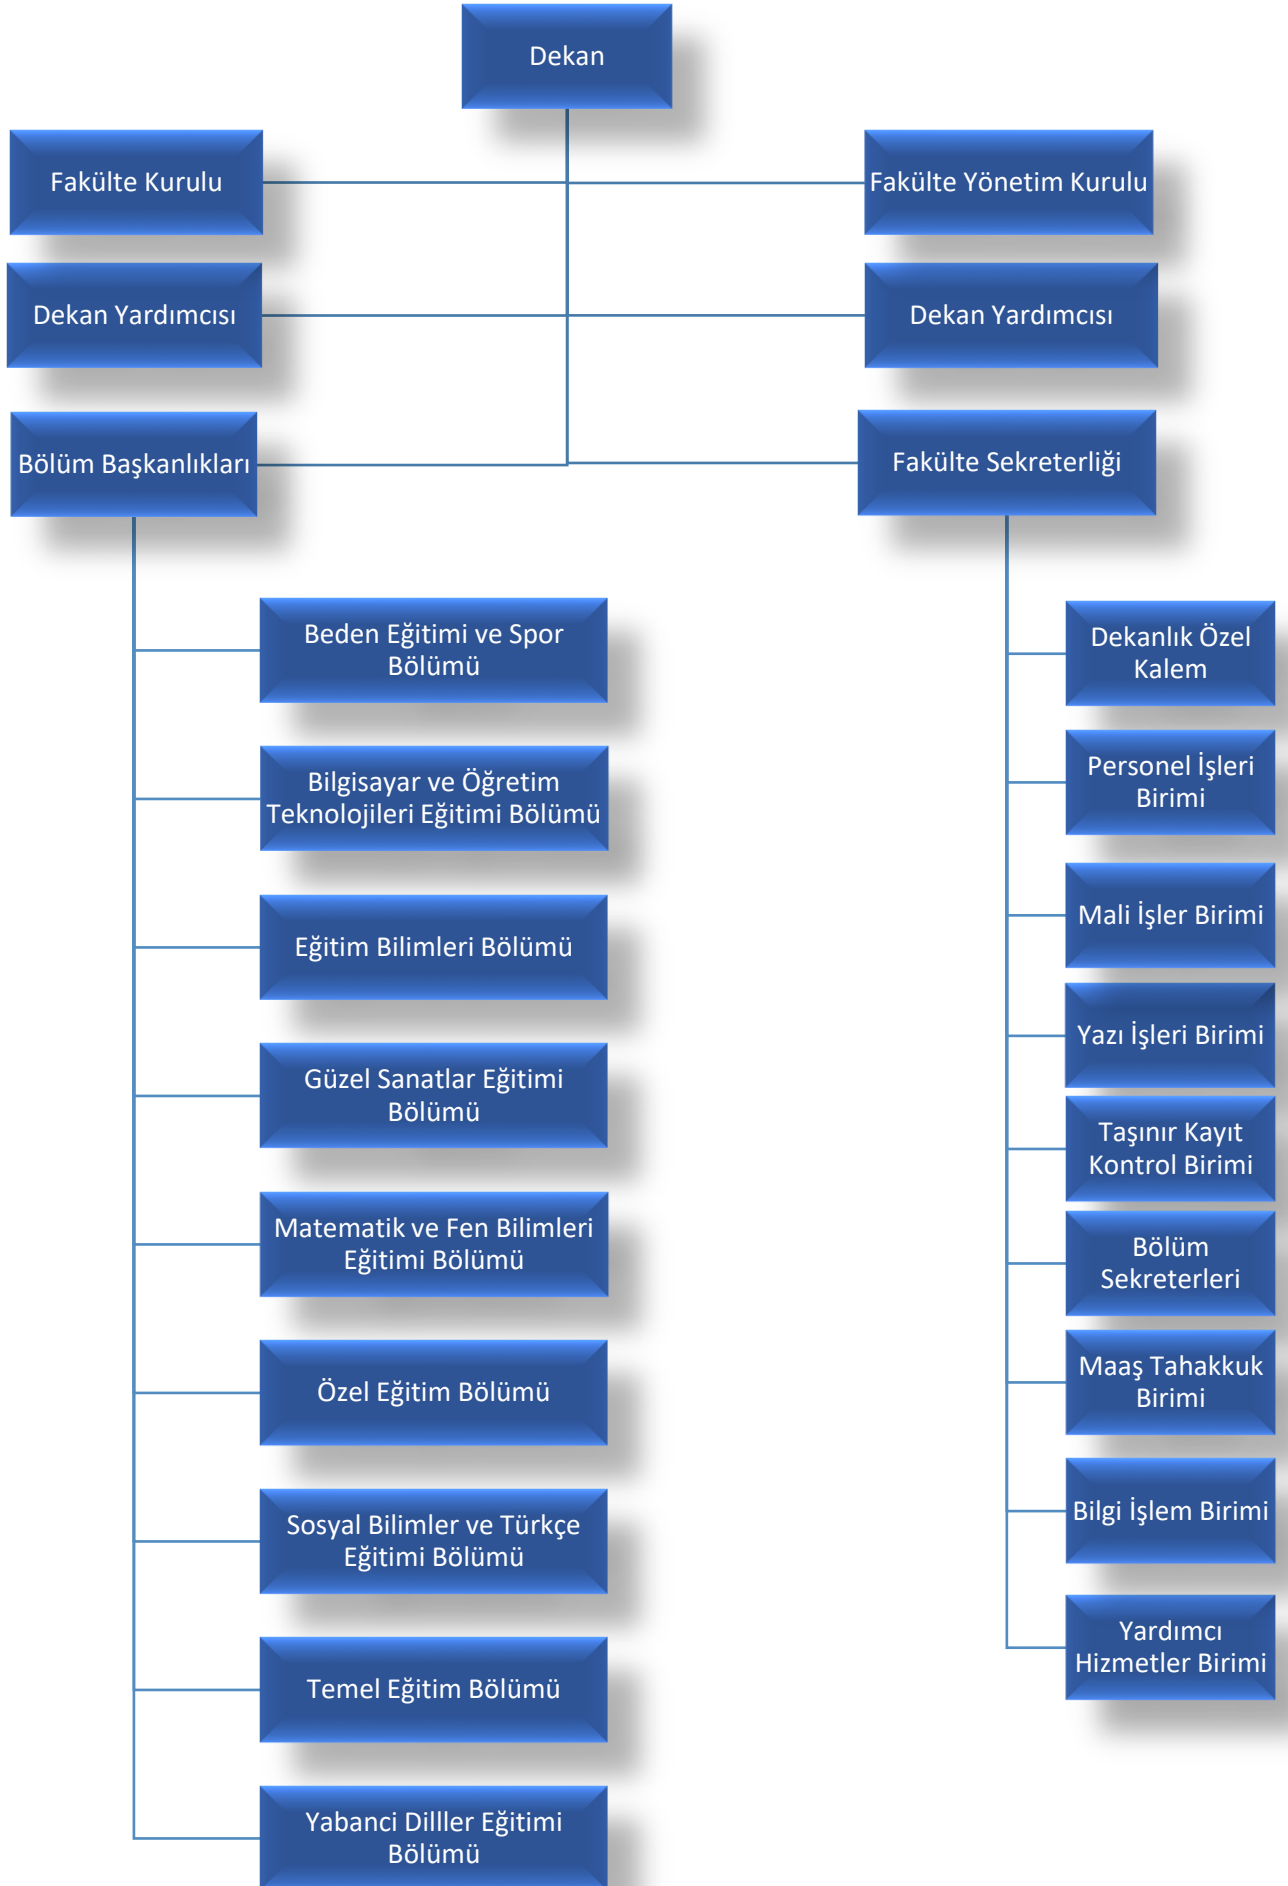 Dekan
Fakülte Kurulu
Fakülte Yönetim Kurulu
Dekan Yardımcısı
Dekan Yardımcısı
Bölüm Başkanlıkları
Fakülte Sekreterliği
Beden Eğitimi ve Spor
Bölümü
Bilgisayar ve Öğretim
Teknolojileri Eğitimi Bölümü
Eğitim Bilimleri Bölümü
Güzel Sanatlar Eğitimi
Bölümü
Matematik ve Fen Bilimleri
Eğitimi Bölümü
Özel Eğitim Bölümü
Sosyal Bilimler ve Türkçe
Eğitimi Bölümü
Temel Eğitim Bölümü
Yabanci Dilller Eğitimi
Bölümü
Dekanlık Özel
Kalem
Personel İşleri
Birimi
Mali İşler Birimi
Yazı İşleri Birimi
Taşınır Kayıt
Kontrol Birimi
Bölüm
Sekreterleri
Maaş Tahakkuk
Birimi
Bilgi İşlem Birimi
Yardımcı
Hizmetler Birimi